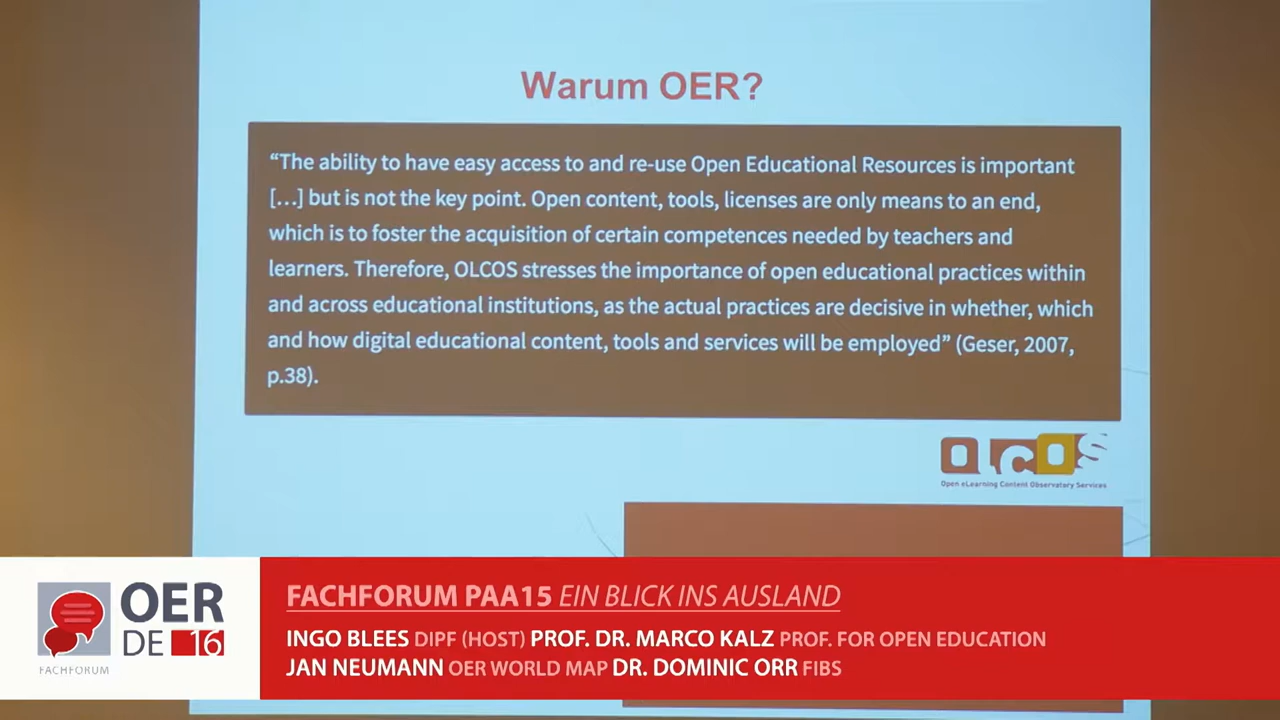 Warum OER?
“The ability to have easy access to and re-use Open Educational Resources is important
[…] but is not the key point. Open content, tools, licenses are only means to an end,
which is to foster the acquisition of certain competences needed by teachers and
learners. Therefore, OLCOS stresses the importance of open educational practices within
and across educational institutions, as the actual practices are decisive in whether, which
and how digital educational content, tools and services will be employed” (Geser, 2007,
p.38).
OLCOS
Open eLearning Content Observatory Services
OER
DE 16
FACHFORUM
FACHFORUM PAA15 EIN BLICK INS AUSLAND
INGO BLEES DIPF (HOST) PROF. DR. MARCO KALZ PROF. FOR OPEN EDUCATION
JAN NEUMANN OER WORLD MAP DR. DOMINIC ORR FIBS